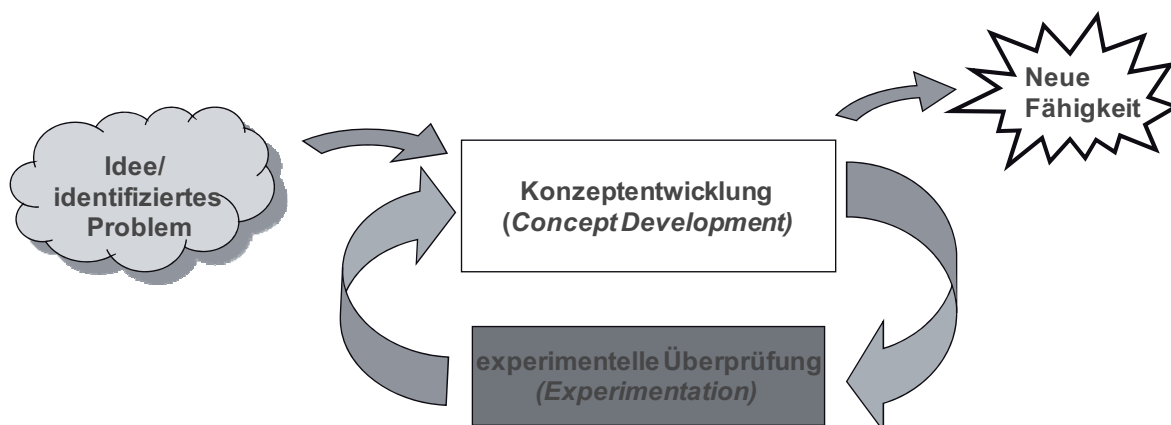 Idee/
identifiziertes
Problem
Konzeptentwicklung
(Concept Development)
Neue
Fähigkeit
experimentelle Überprüfung
(Experimentation)